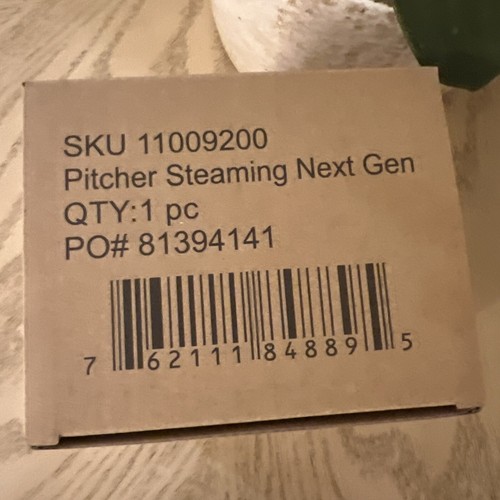 SKU 11009200
Pitcher Steaming Next Gen
QTY:1 pc
PO# 81394141
7 62111 84889 5